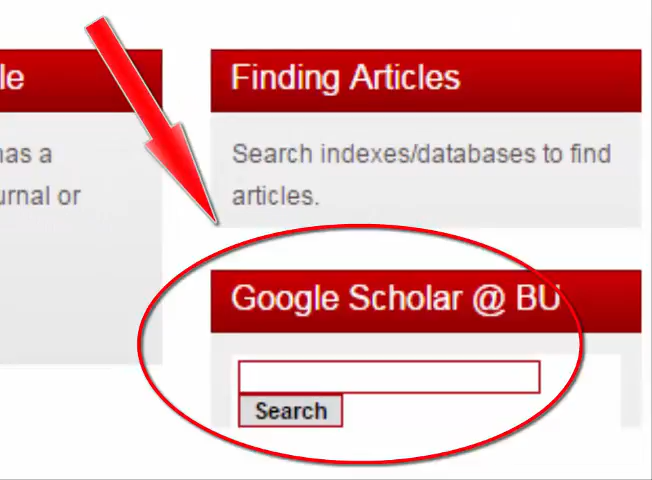 le
has a
urnal or
Finding Articles
Search indexes/databases to find
articles.
Google Scholar @ BU
Search